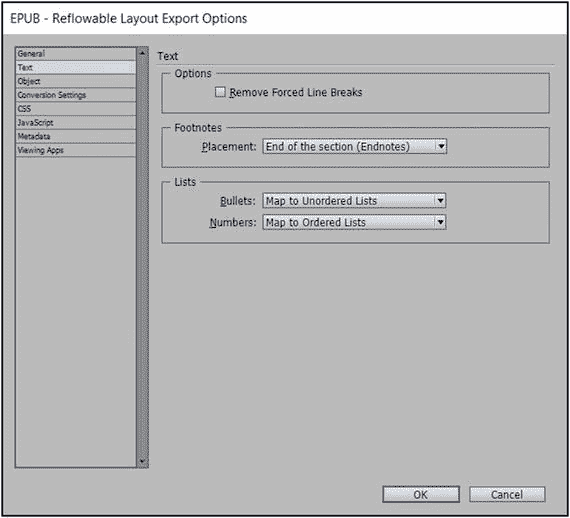 EPUB - Reflowable Layout Export Options
General
Text
Object
Conversion Settings
CSS
JavaScript
Metadata
Viewing Apps
Text
Options
Remove Forced Line Breaks
Footnotes
Placement: End of the section (Endnotes)
Lists
Bullets: Map to Unordered Lists
Numbers: Map to Ordered Lists
OK Cancel